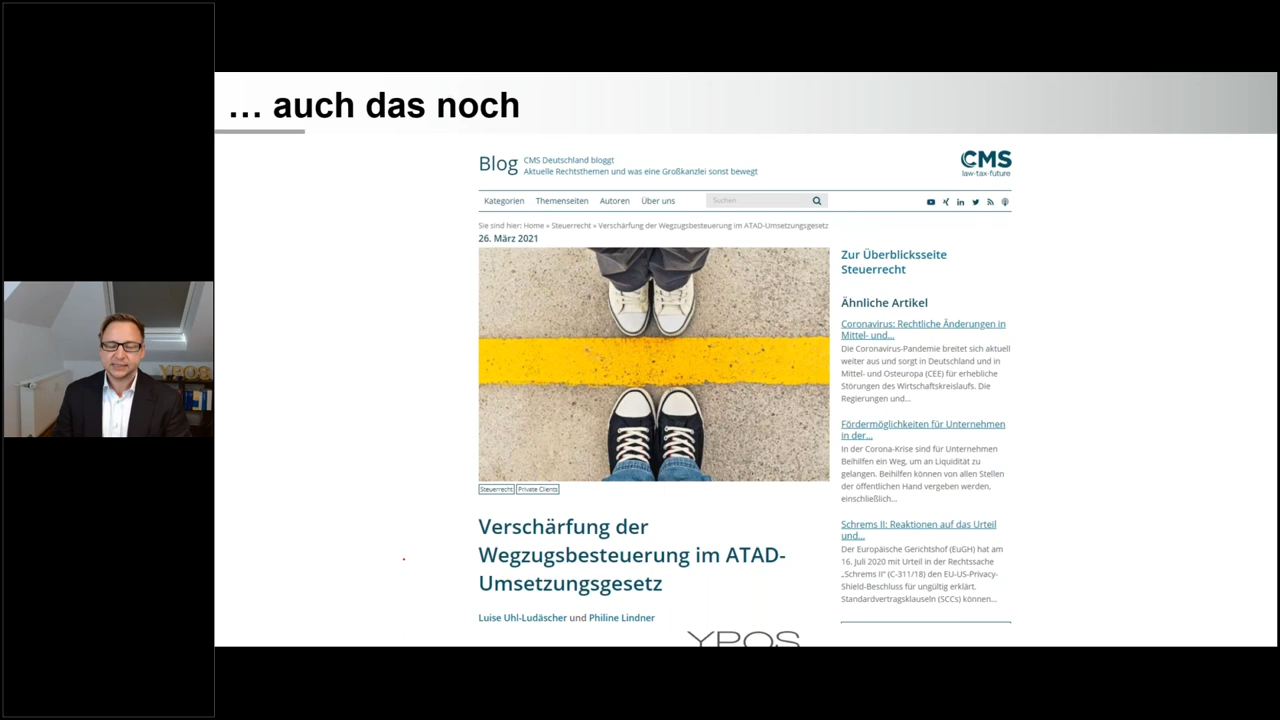 … auch das noch
Blog
CMS Deutschland bloggt
Aktuelle Rechtsthemen und was eine Großkanzlei sonst bewegt
CMS
law·tax·future
Kategorien Themenseiten Autoren Über uns
Suchen
Sie sind hier: Home » Steuerrecht » Verschärfung der Wegzugsbesteuerung im ATAD-Umsetzungsgesetz
26. März 2021
Steuerrecht Private Clients
Verschärfung der
Wegzugsbesteuerung im ATAD-
Umsetzungsgesetz
Luise Uhl-Ludäscher und Philine Lindner
Zur Überblicksseite
Steuerrecht
Ähnliche Artikel
Coronavirus: Rechtliche Änderungen in
Mittel- und...
Die Coronavirus-Pandemie breitet sich aktuell
weiter aus und sorgt in Deutschland und in
Mittel- und Osteuropa (CEE) für erhebliche
Störungen des Wirtschaftskreislaufs. Die
Regierungen und...
Fördermöglichkeiten für Unternehmen
in der...
In der Corona-Krise sind für Unternehmen
Beihilfen ein Weg, um an Liquidität zu
gelangen. Beihilfen können von allen Stellen
der öffentlichen Hand vergeben werden,
einschließlich...
Schrems II: Reaktionen auf das Urteil
und...
Der Europäische Gerichtshof (EuGH) hat am
16. Juli 2020 mit Urteil in der Rechtssache
„Schrems II“ (C-311/18) den EU-US-Privacy-
Shield-Beschluss für ungültig erklärt.
Standardvertragsklauseln (SCCs) können...
YPOS
YPOS